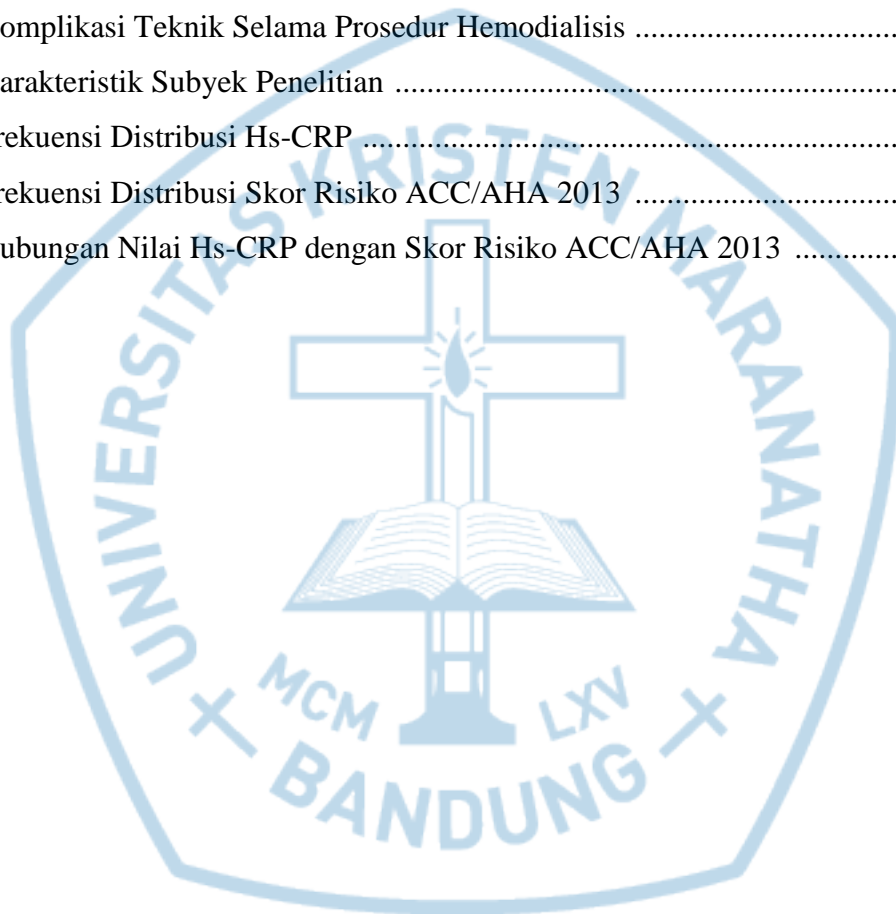 omplikasi Teknik Selama Prosedur Hemodialisis ..................................
arakteristik Subyek Penelitian ..................................................................
rekuensi Distribusi Hs-CRP .......................................................................
rekuensi Distribusi Skor Risiko ACC/AHA 2013 ..................................
ubungan Nilai Hs-CRP dengan Skor Risiko ACC/AHA 2013 .............
UNIVERSITAS KRISTEN MARANATHA
MCM LXV
BANDUNG